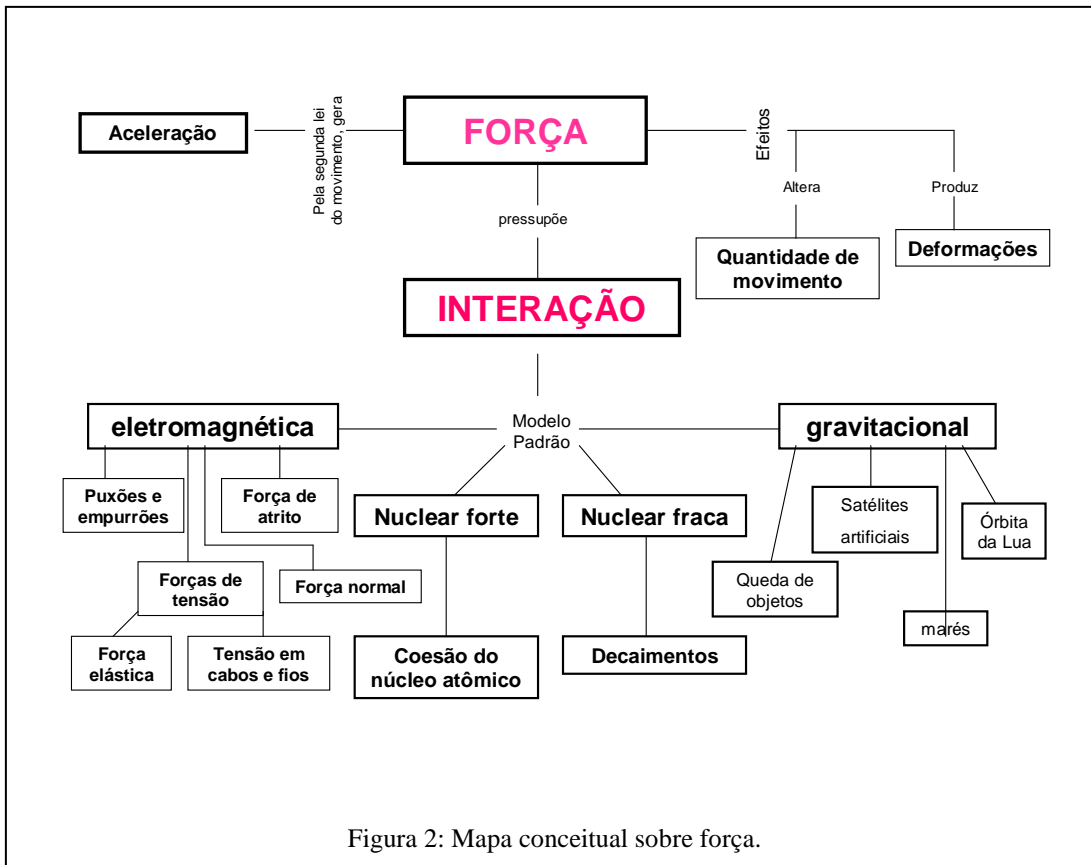 Aceleração
Pela segunda lei
do movimento, gera
FORÇA
Efeitos
Altera
Produz
pressupõe
Quantidade de
movimento
Deformações
INTERAÇÃO
eletromagnética
Modelo
Padrão
gravitacional
Puxões e
empurrões
Força de
atrito
Nuclear forte
Nuclear fraca
Satélites
artificiais
Órbita
da Lua
Forças de
tensão
Força normal
Queda de
objetos
marés
Força
elástica
Tensão em
cabos e fios
Coesão do
núcleo atômico
Decaimentos
Figura 2: Mapa conceitual sobre força.